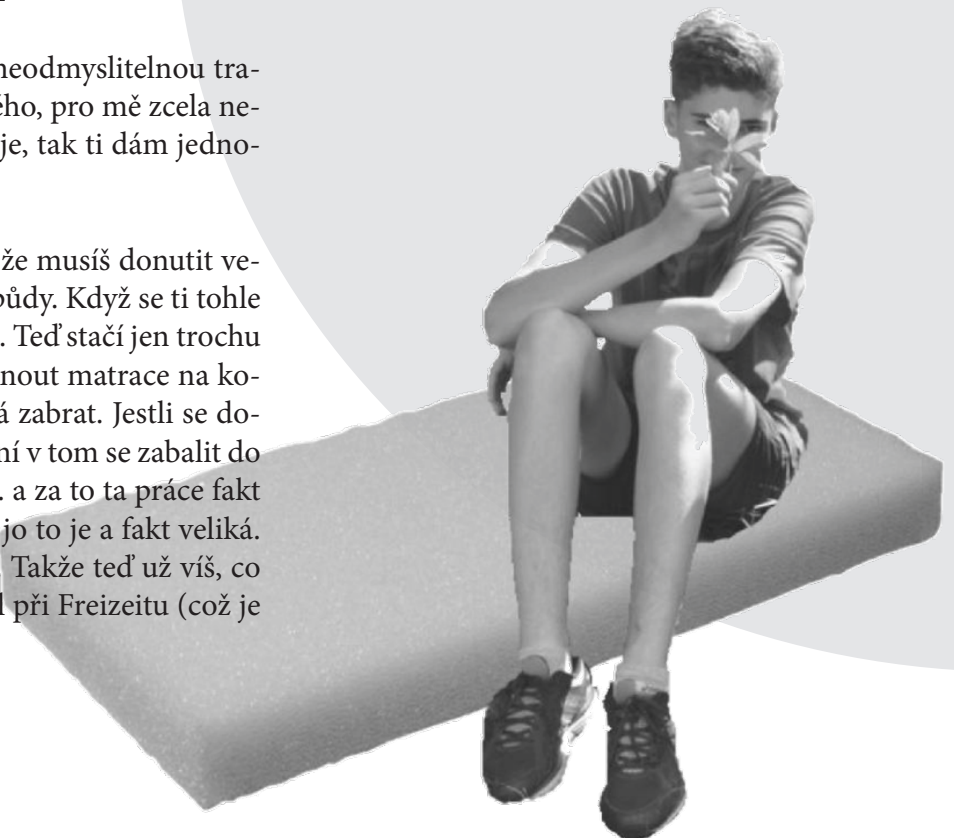 neodmyslitelnou tra-
ého, pro mě zcela ne-
je, tak ti dám jedno-
že musíš donutit ve-
půdy. Když se ti tohle
. Teď stačí jen trochu
nout matrace na ko-
á zabrat. Jestli se do-
ní v tom se zabalit do
. a za to ta práce fakt
jo to je a fakt veliká.
Takže teď už víš, co
l při Freizeitu (což je